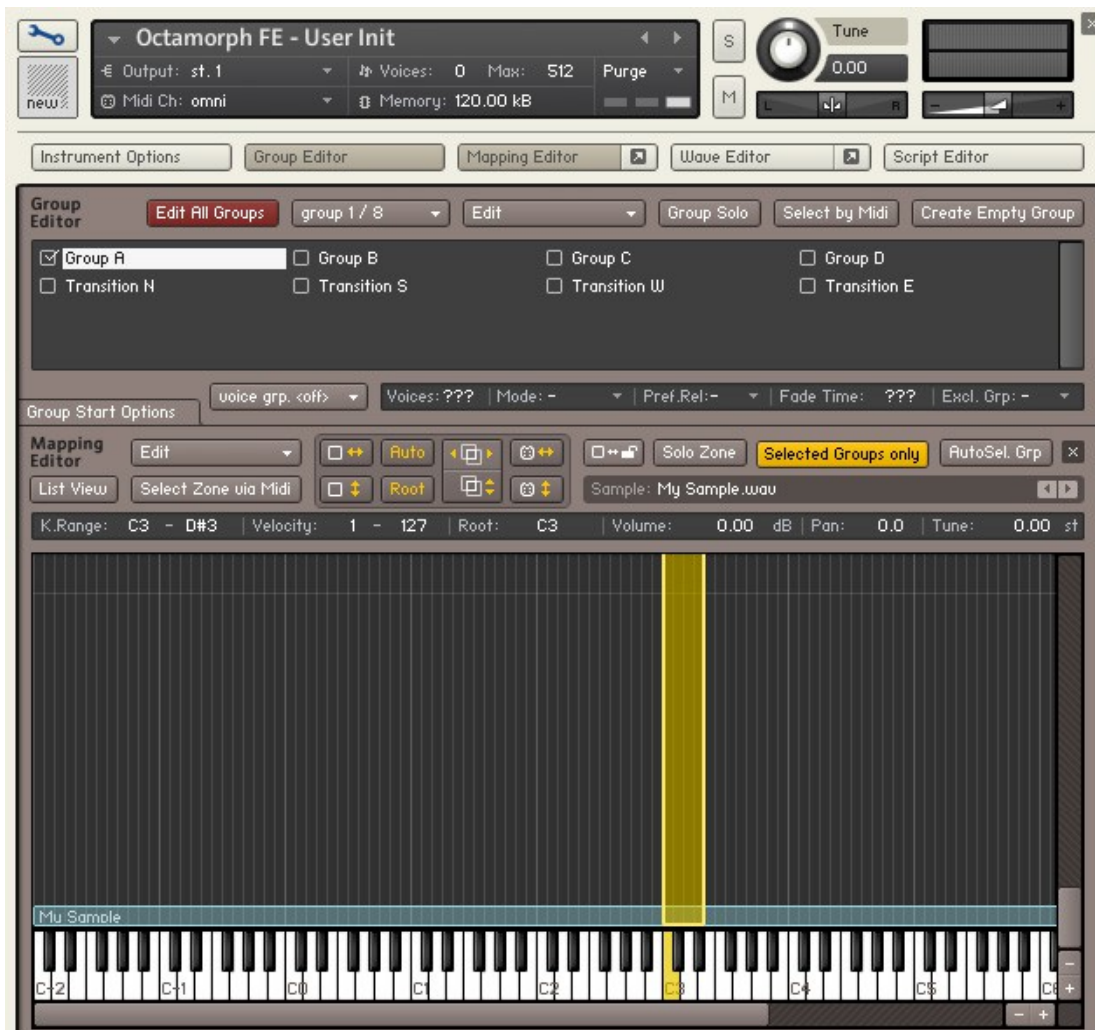 Octamorph FE - User Init
S
Tune
Output: st. 1
Voices: 0 Max: 512
Purge
0.00
new
Midi Ch: omni
Memory: 120.00 kB
M
L R
- +
Instrument Options
Group Editor
Mapping Editor
Wave Editor
Script Editor
Group Editor
Edit All Groups
group 1 / 8
Edit
Group Solo
Select by Midi
Create Empty Group
Group A
Group B
Group C
Group D
Transition N
Transition S
Transition W
Transition E
voice grp. <off>
Voices: ??? | Mode: - | Pref.Rel:- | Fade Time: ??? | Excl. Grp: -
Group Start Options
Mapping Editor
Edit
Auto
Solo Zone
Selected Groups only
AutoSel. Grp
List View
Select Zone via Midi
Root
Sample: My Sample.wav
K.Range: C3 - D#3 | Velocity: 1 - 127 | Root: C3 | Volume: 0.00 dB | Pan: 0.0 | Tune: 0.00 st
My Sample
C-2 C-1 C0 C1 C2 C3 C4 C5 C6
- +
- +